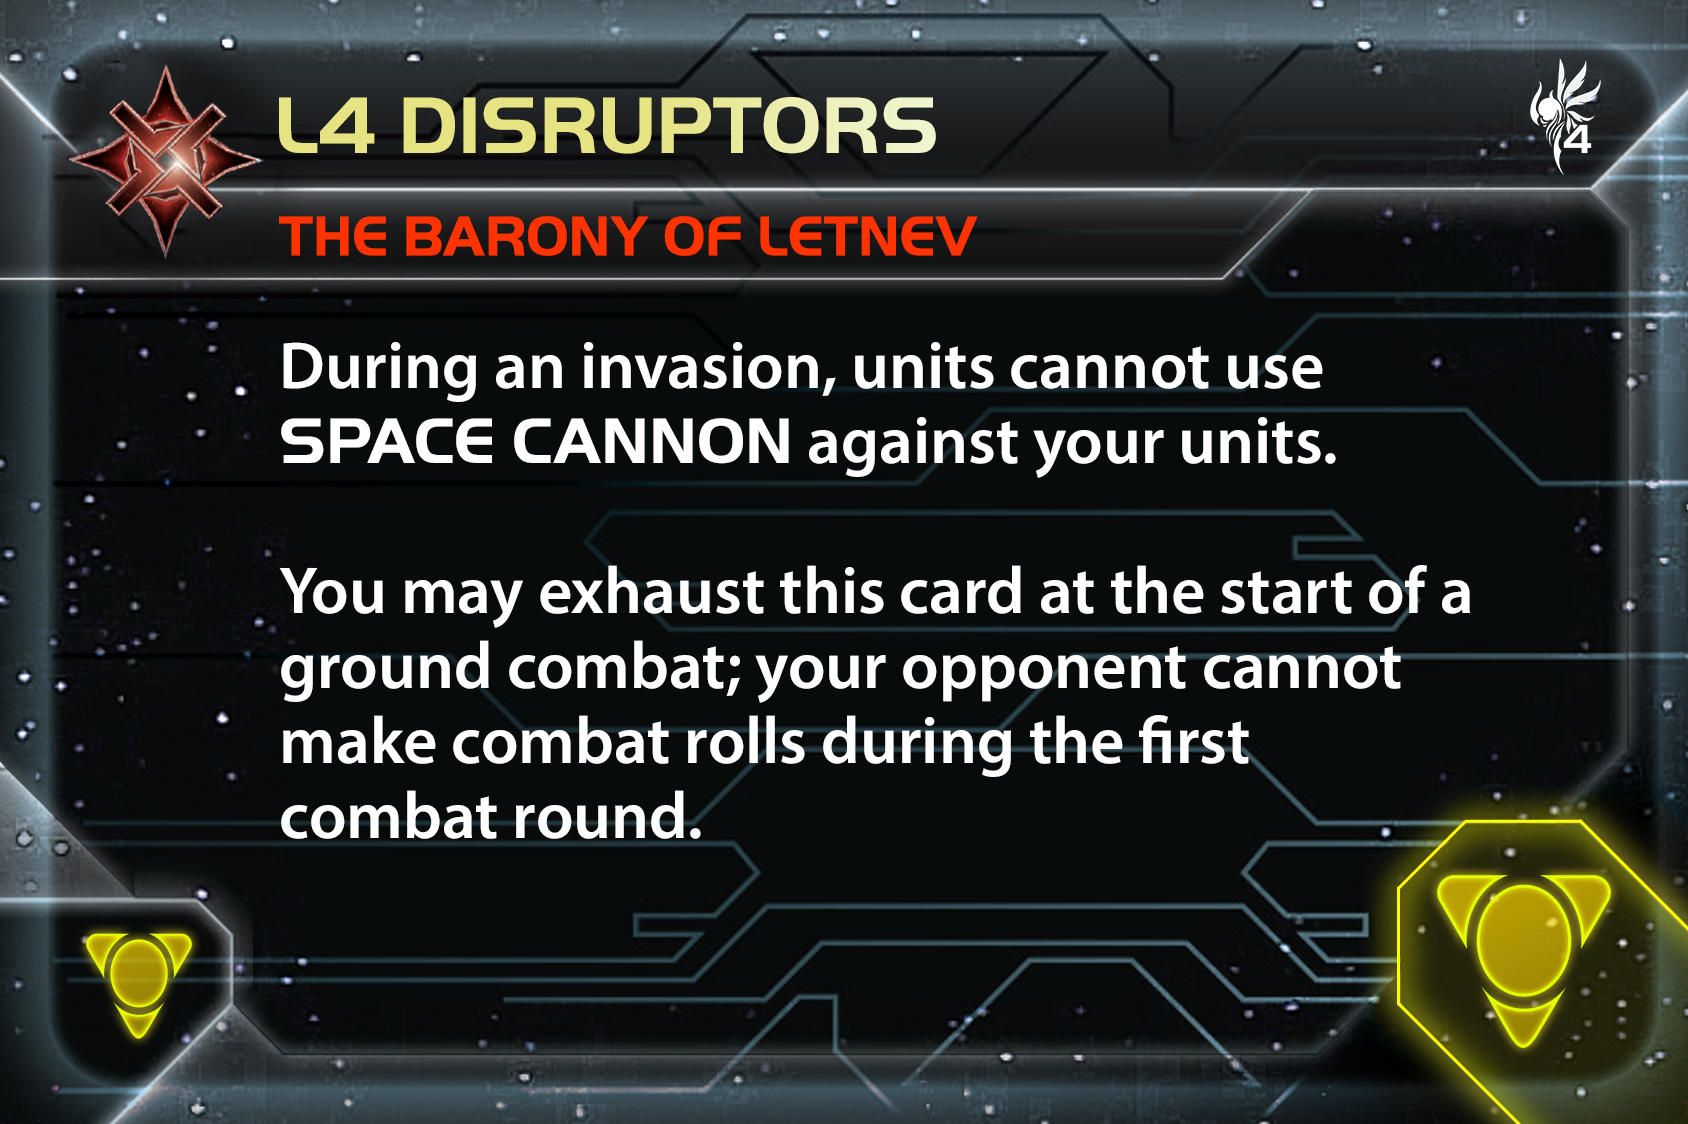 L4 DISRUPTORS
4
THE BARONY OF LETNEV
During an invasion, units cannot use
SPACE CANNON against your units.
You may exhaust this card at the start of a
ground combat; your opponent cannot
make combat rolls during the first
combat round.